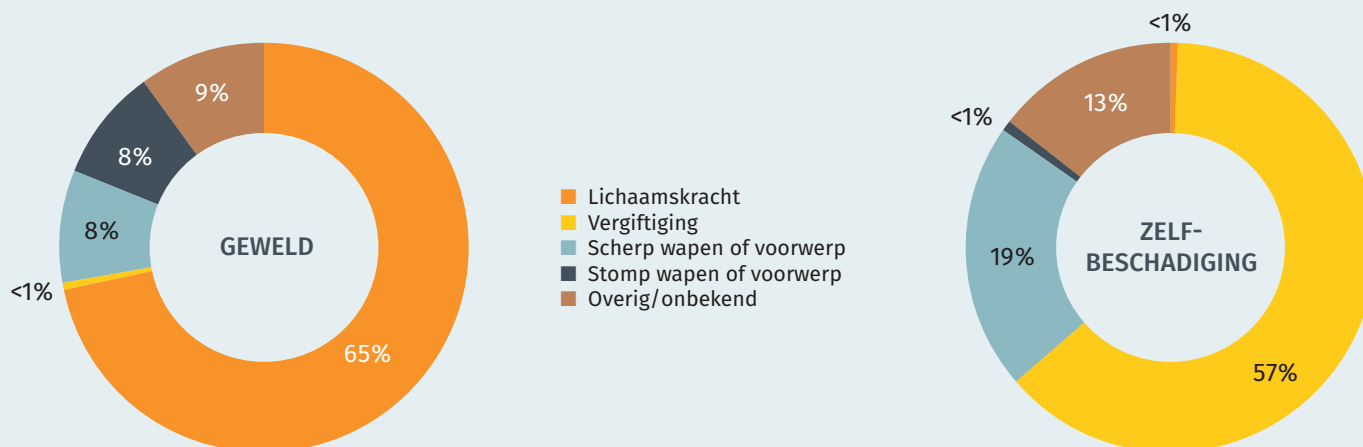 9%
8%
8%
<1%
65%
GEWELD
Lichaamskracht
Vergiftiging
Scherp wapen of voorwerp
Stomp wapen of voorwerp
Overig/onbekend
<1%
13%
<1%
19%
57%
ZELF-
BESCHADIGING